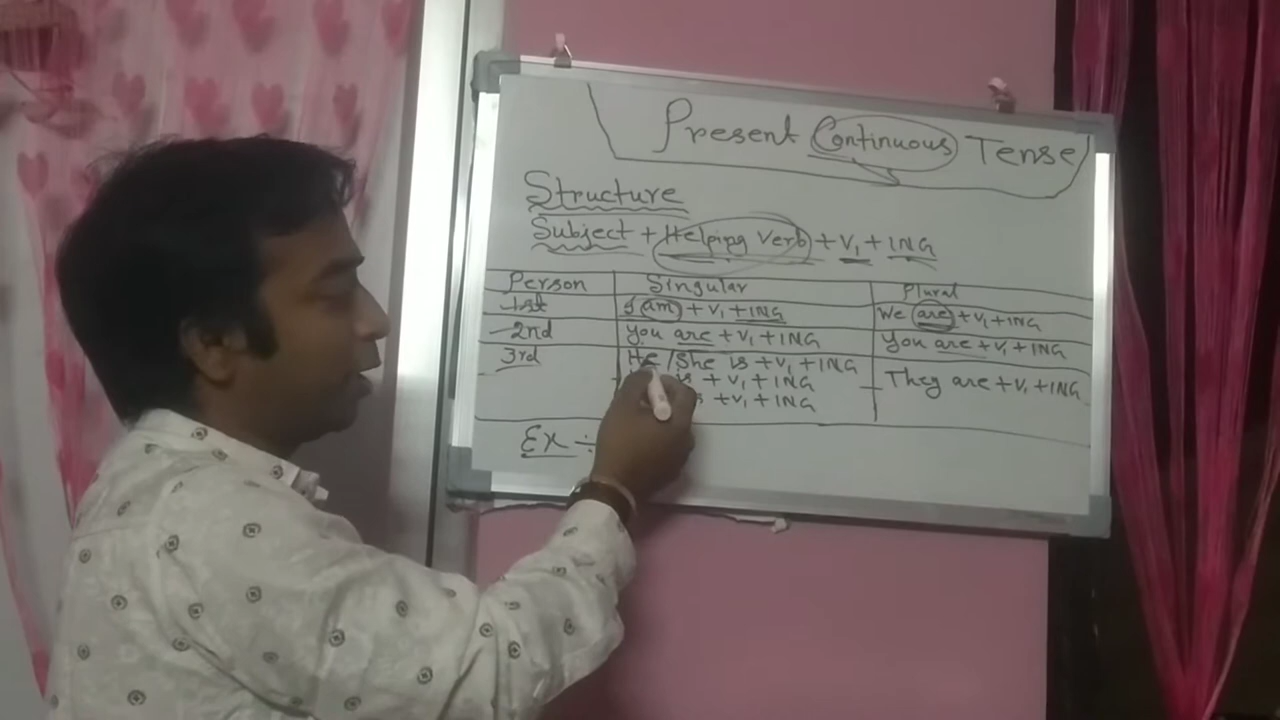 Present Continuous Tense
Structure
Subject + Helping Verb + V1 + ING
Person Singular Plural
1st I am + V1 + ING We are + V1 + ING
2nd You are + V1 + ING You are + V1 + ING
3rd He / She is + V1 + ING
is + V1 + ING They are + V1 + ING
+ V1 + ING
Ex ÷